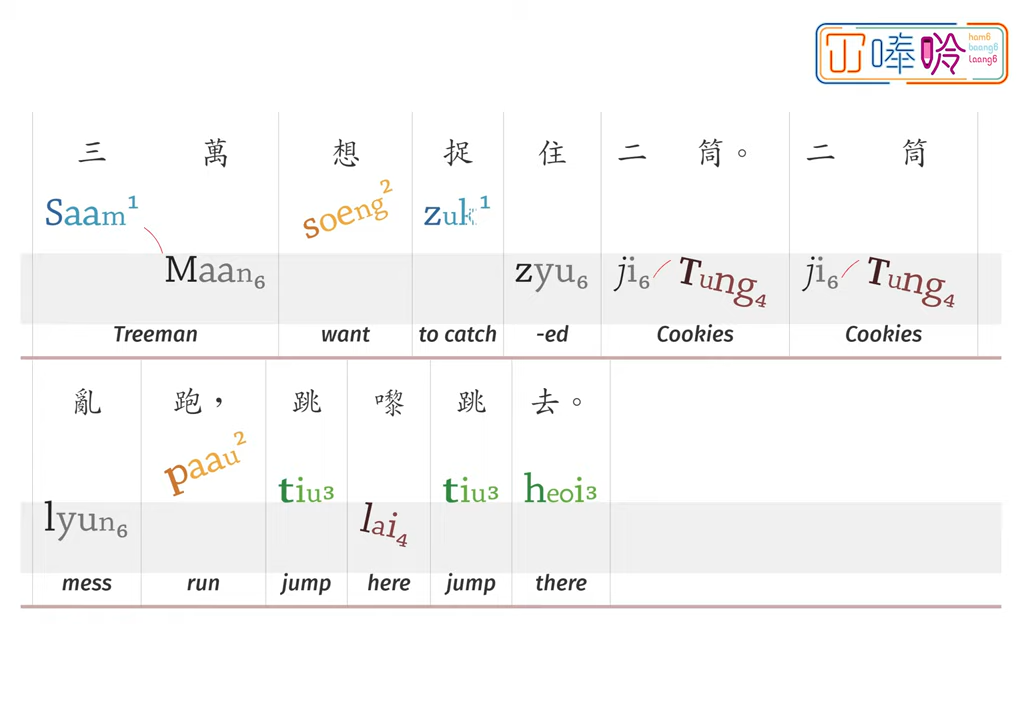 冚唪唥 ham6 baang6 laang6
三 萬 想 捉 住 二 筒。 二 筒
Saam1 Maan6 soeng2 zuk1 zyu6 ji6 Tung4 ji6 Tung4
Treeman want to catch -ed Cookies Cookies
亂 跑， 跳 嚟 跳 去。
lyun6 paau2 tiu3 lai4 tiu3 heoi3
mess run jump here jump there